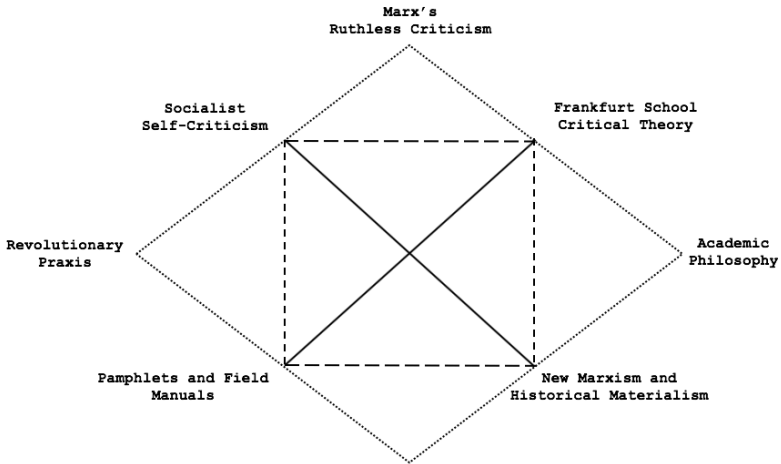 Marx's
Ruthless Criticism
Socialist
Self-Criticism
Frankfurt School
Critical Theory
Revolutionary
Praxis
Academic
Philosophy
Pamphlets and Field
Manuals
New Marxism and
Historical Materialism